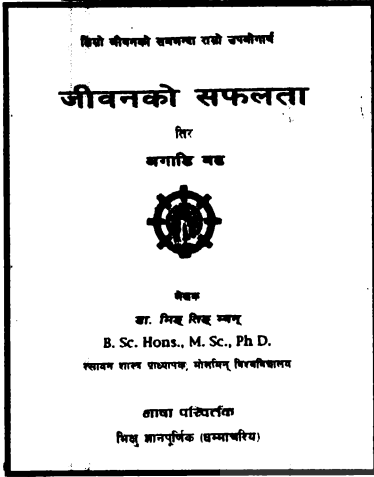 तिम्रो जीवनको सबभन्दा राम्रो उपयोगार्थ
जीवनको सफलता
तिर
अगाडि बढ
लेखक
डा. मिङ् तिङ् म्वन्
B. Sc. Hons., M. Sc., Ph D.
रसायन शास्त्र प्राध्यापक, मोलमिन् विश्वविद्यालय
भाषा परिवर्तक
भिक्षु ज्ञानपूर्णिक (धम्माचरिय)